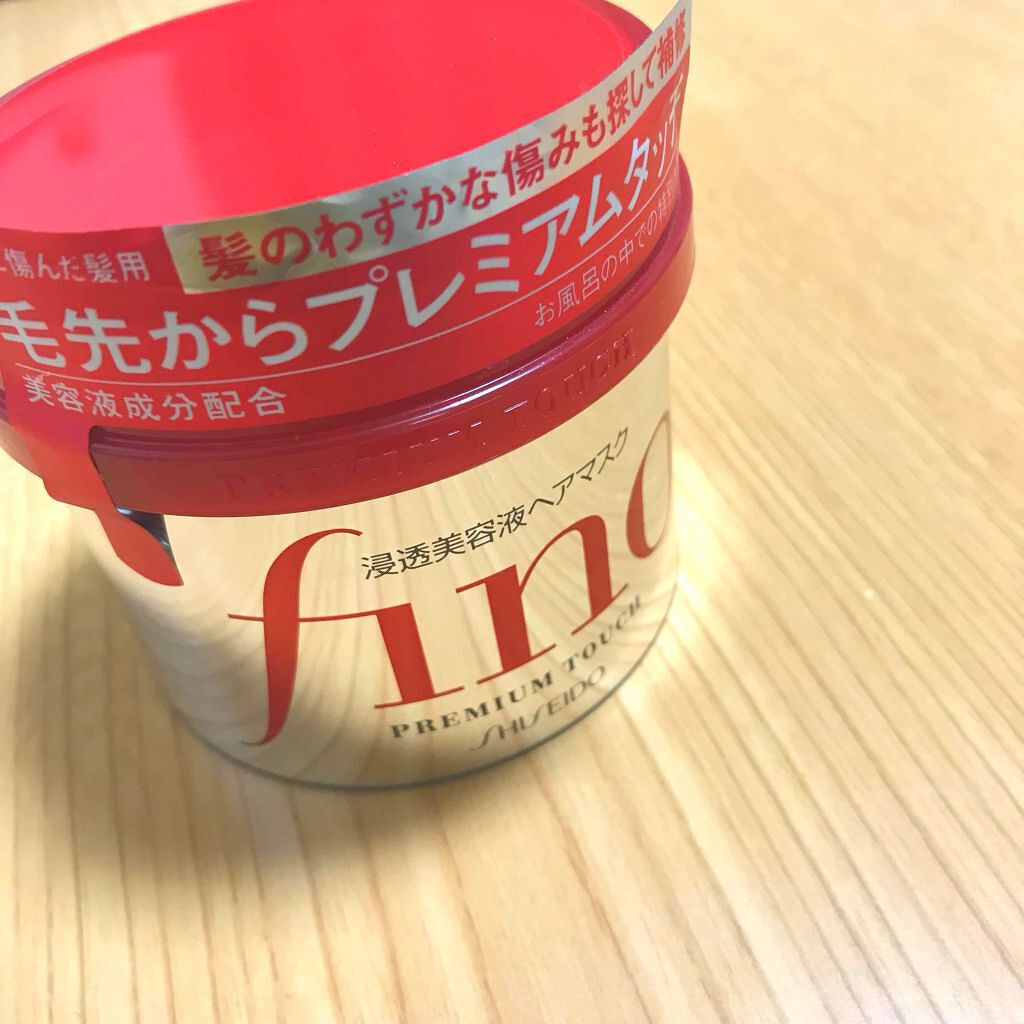 髪のわずかな傷みも探して補修
傷んだ髪用
毛先からプレミアムタッチ
お風呂の中での特別
美容液成分配合
PREMIUM TOUCH
浸透美容液ヘアマスク
fino
PREMIUM TOUCH
SHISEIDO